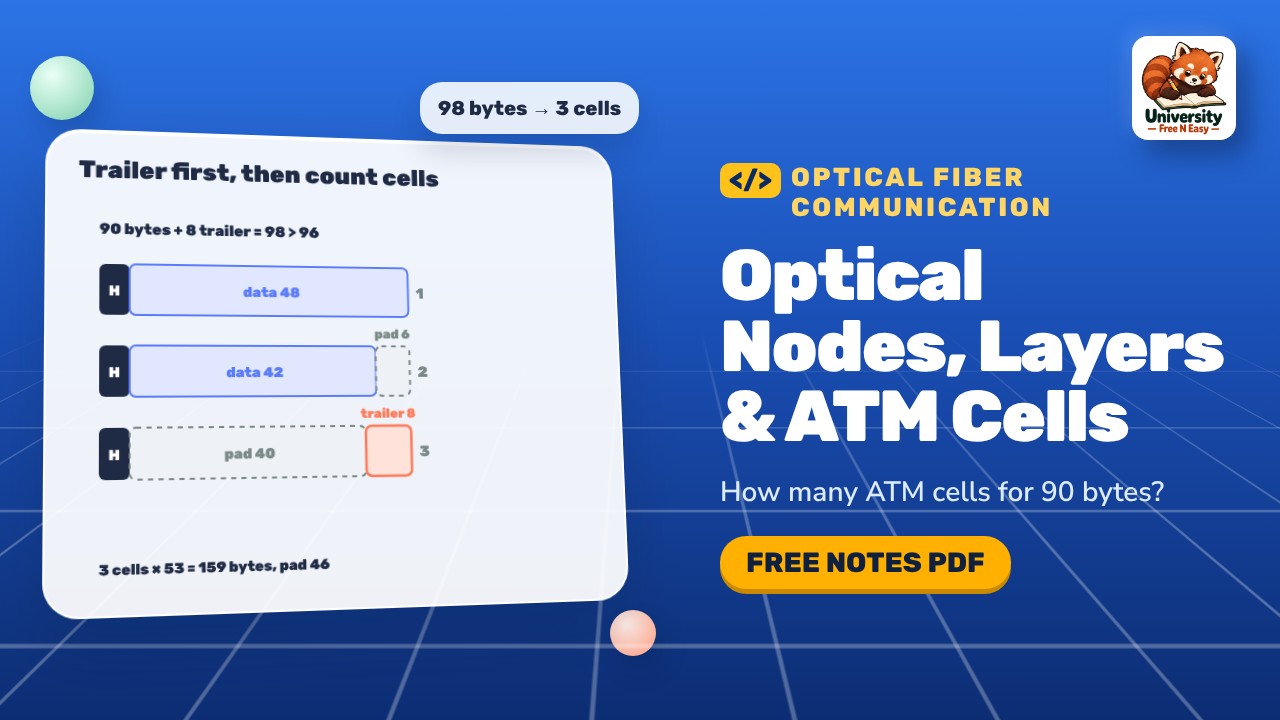 98 bytes → 3 cells
Trailer first, then count cells
90 bytes + 8 trailer = 98 > 96
H
data 48
1
pad 6
H
data 42
2
trailer 8
H
pad 40
3
3 cells × 53 = 159 bytes, pad 46
University
Free N Easy
</>
OPTICAL FIBER
COMMUNICATION
Optical
Nodes, Layers
& ATM Cells
How many ATM cells for 90 bytes?
FREE NOTES PDF